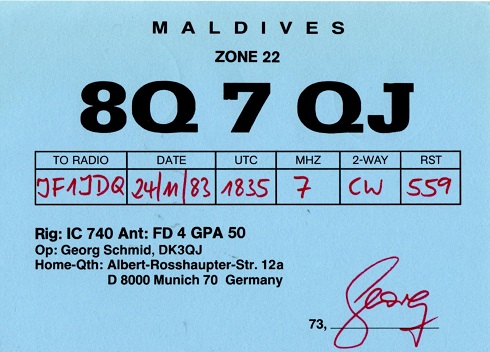 MALDIVES
ZONE 22
8Q 7 QJ
TO RADIO DATE UTC MHZ 2-WAY RST
JF1JDQ 24/11/83 1835 7 CW 559
Rig: IC 740 Ant: FD 4 GPA 50
Op: Georg Schmid, DK3QJ
Home-Qth: Albert-Rosshaupter-Str. 12a
D 8000 Munich 70 Germany
73, Georg